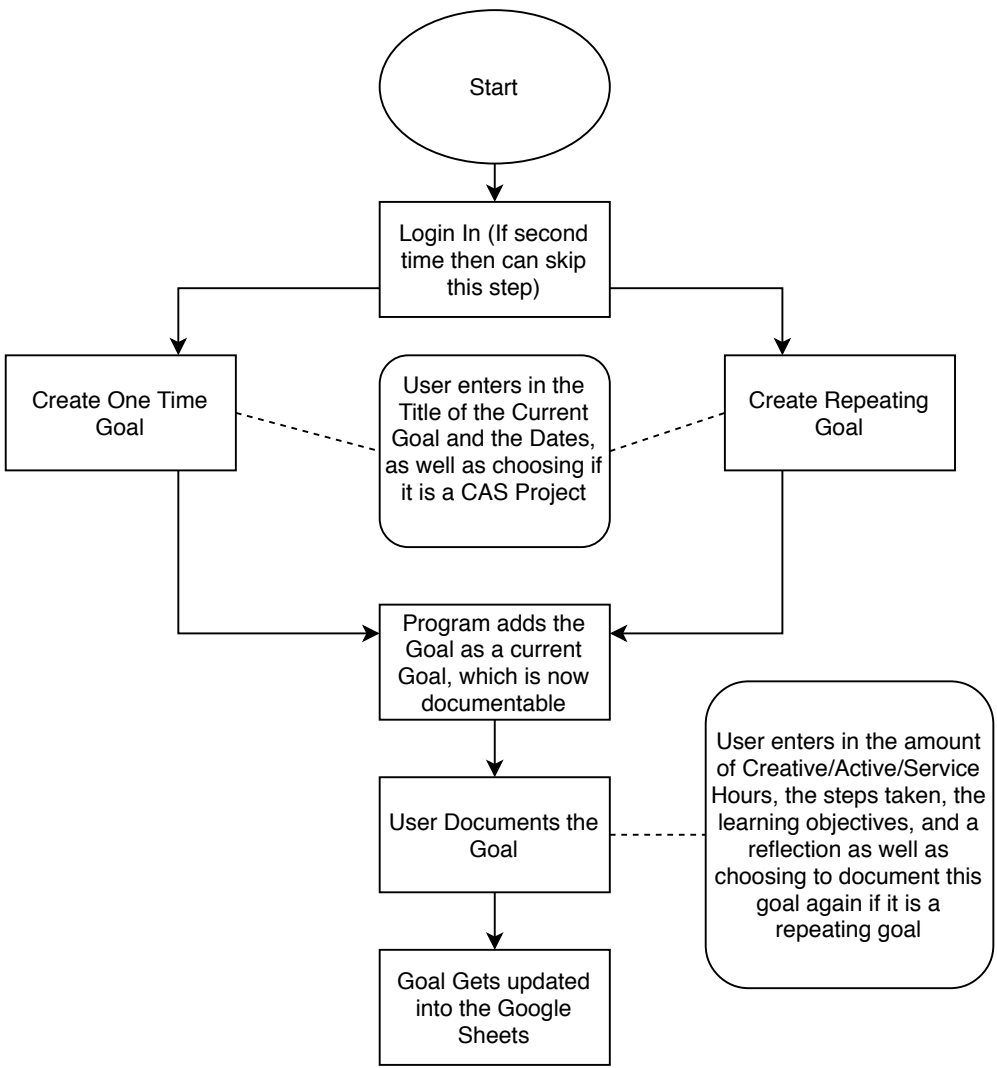 Start
Login In (If second
time then can skip
this step)
Create One Time
Goal
User enters in the
Title of the Current
Goal and the Dates,
as well as choosing if
it is a CAS Project
Create Repeating
Goal
Program adds the
Goal as a current
Goal, which is now
documentable
User Documents the
Goal
User enters in the amount
of Creative/Active/Service
Hours, the steps taken, the
learning objectives, and a
reflection as well as
choosing to document this
goal again if it is a
repeating goal
Goal Gets updated
into the Google
Sheets